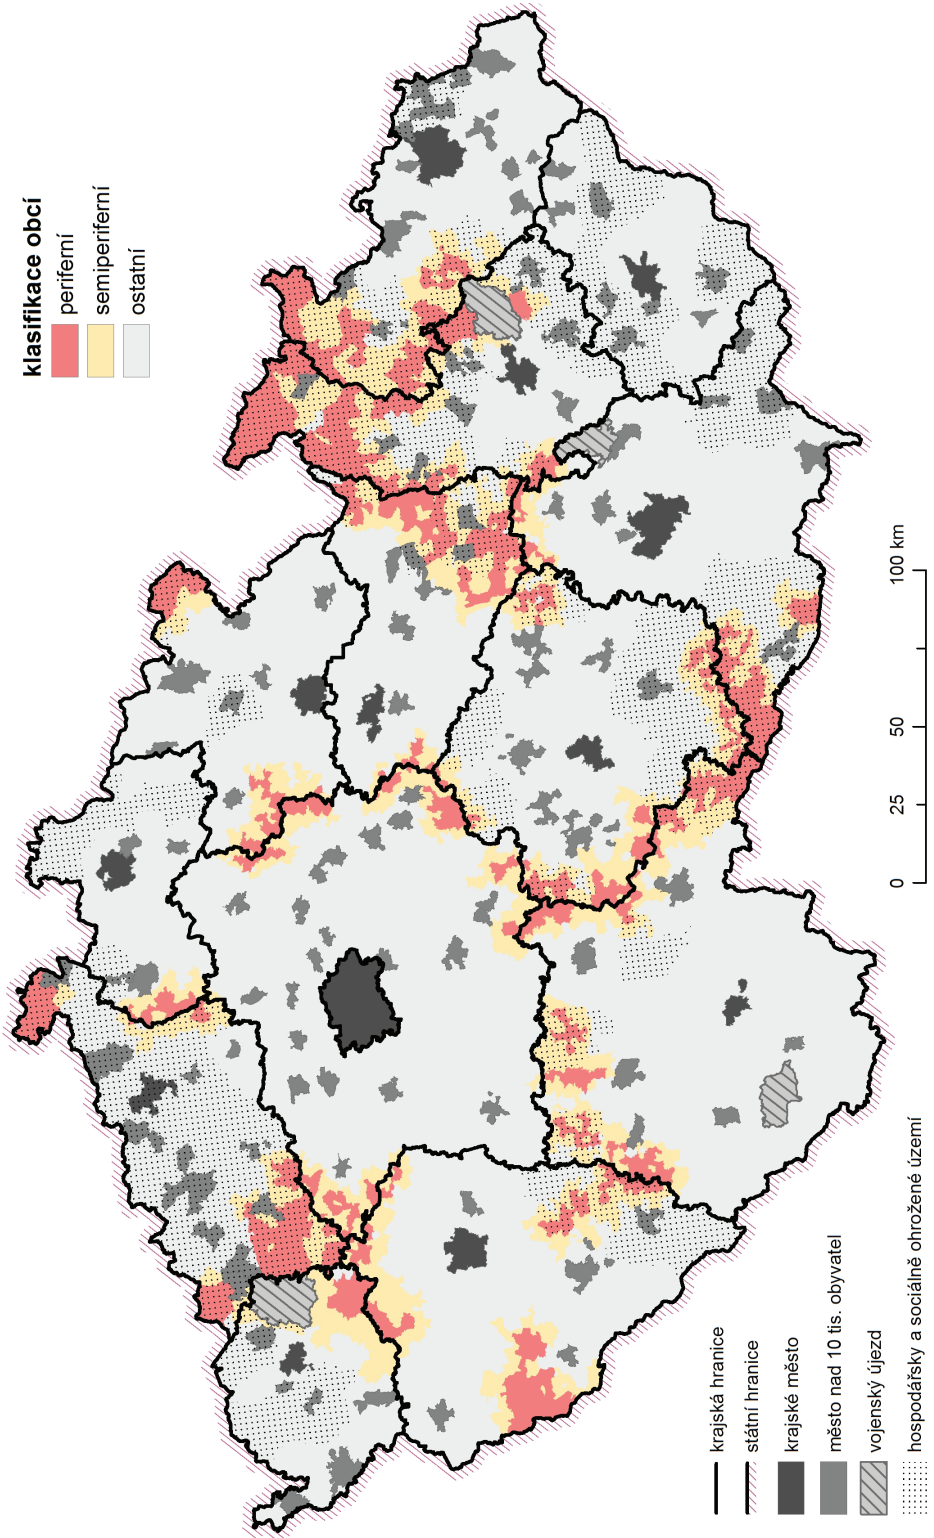 klasifikace obcí
periferní
semiperiferní
ostatní
krajská hranice
státní hranice
krajské město
město nad 10 tis. obyvatel
vojenský újezd
hospodářsky a sociálně ohrožené území
0 25 50 100 km